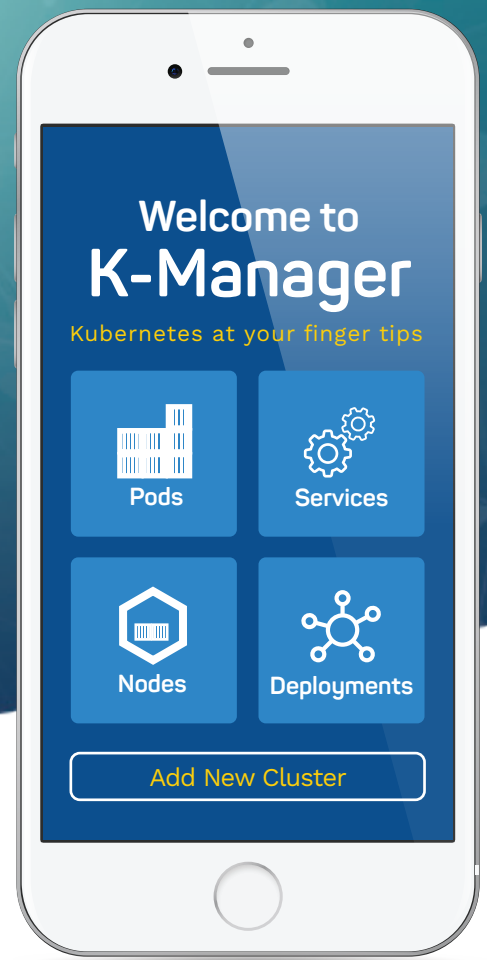 Welcome to
K-Manager
Kubernetes at your finger tips
Pods
Services
Nodes
Deployments
Add New Cluster